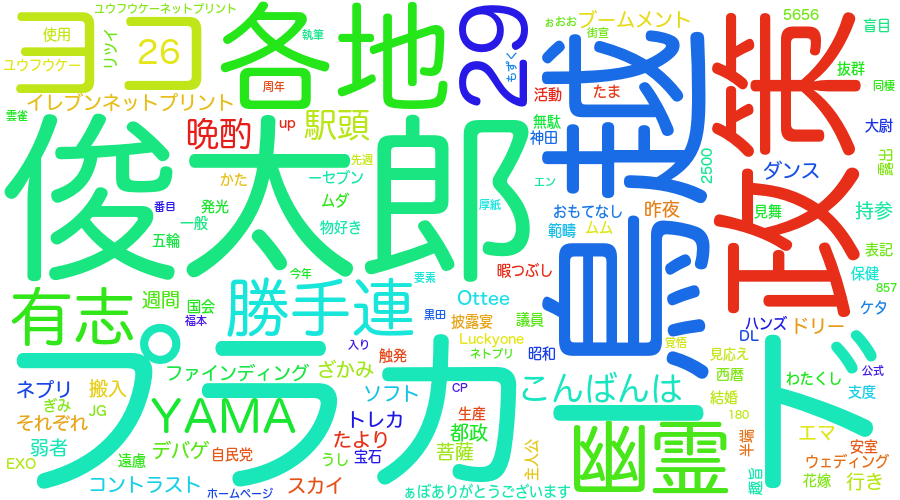 ユウフウケーネットプリント
ヨコ
使用
26
リツイ
ユウフウケー
各地
執筆
周年
29
もずく
ぉおお
街宣
ブームメント
5656
盲目
イレブンネットプリント
雲雀
晩酌
up
駅頭
活動
たま
鳥越
政策
抜群
同棲
無駄
神田
大尉
俊太郎
先週
かた
ーセブン
エン
2500
ダンス
番目
発光
ムダ
厚紙
一般
物好き
五輪
おもてなし
昨夜
範疇
ムム
見舞
持参
表記
今年
要素
暇つぶし
保健
857
ケタ
有志
週間
国会
福本
勝手連
Ottee
黒田
披露宴
議員
ハンズ
ドリー
DL
Luckyone
ネトプリ
入り
昭和
覚悟
見応え
公式
プラカード
触発
ファインディング
ざかみ
西暦
わたくし
ネプリ
搬入
ソフト
CP
こんばんは
結婚
支度
ぎみ
JG
それぞれ
YAMA
トレカ
生産
180
弱者
デバゲ
たより
都政
幽霊
エマ
EXO
遠慮
自民党
うし
宝石
菩薩
主人公
安室
ウェディング
コントラスト
ホームページ
スカイ
ぁぼありがとうございます
花嫁
行き